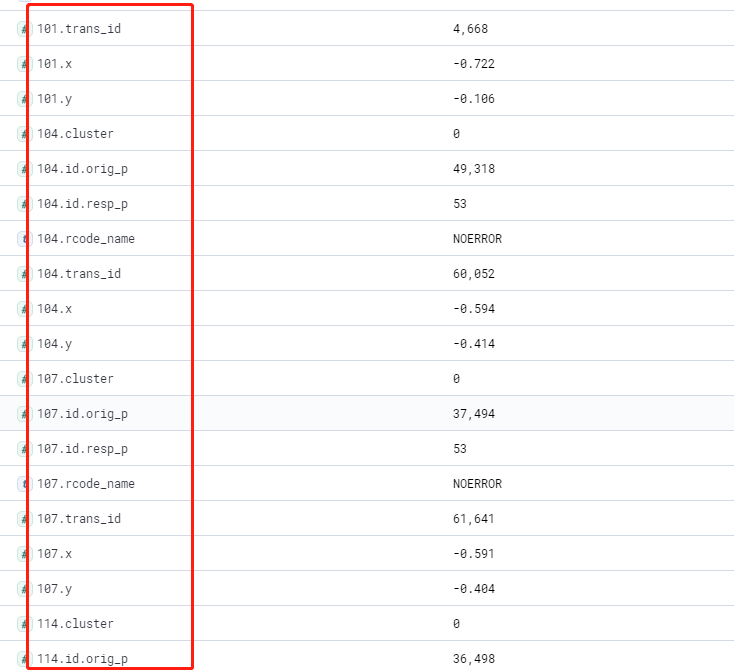 # 101.trans_id 4,668
# 101.x -0.722
# 101.y -0.106
# 104.cluster 0
# 104.id.orig_p 49,318
# 104.id.resp_p 53
t 104.rcode_name NOERROR
# 104.trans_id 60,052
# 104.x -0.594
# 104.y -0.414
# 107.cluster 0
# 107.id.orig_p 37,494
# 107.id.resp_p 53
t 107.rcode_name NOERROR
# 107.trans_id 61,641
# 107.x -0.591
# 107.y -0.404
# 114.cluster 0
# 114.id.orig_p 36,498